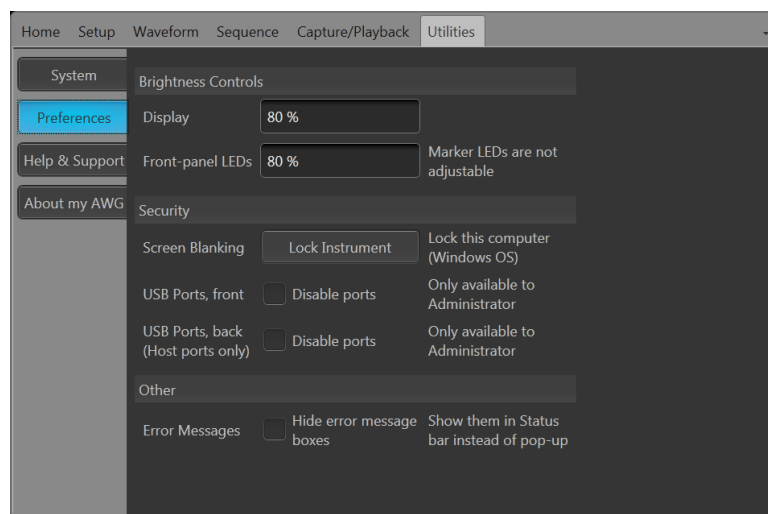 Home Setup Waveform Sequence Capture/Playback Utilities
System
Preferences
Help & Support
About my AWG
Brightness Controls
Display 80 %
Front-panel LEDs 80 % Marker LEDs are not
adjustable
Security
Screen Blanking Lock Instrument Lock this computer
(Windows OS)
USB Ports, front Disable ports Only available to
Administrator
USB Ports, back
(Host ports only) Disable ports Only available to
Administrator
Other
Error Messages Hide error message
boxes Show them in Status
bar instead of pop-up